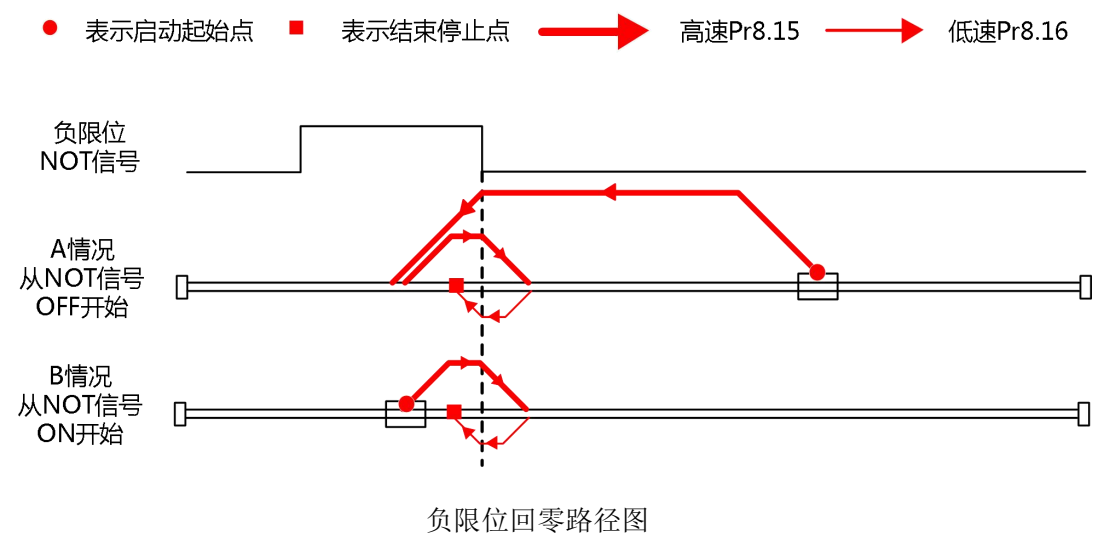 表示启动起始点 表示结束停止点 高速Pr8.15 低速Pr8.16
负限位
NOT信号
A情况
从NOT信号
OFF开始
B情况
从NOT信号
ON开始
负限位回零路径图